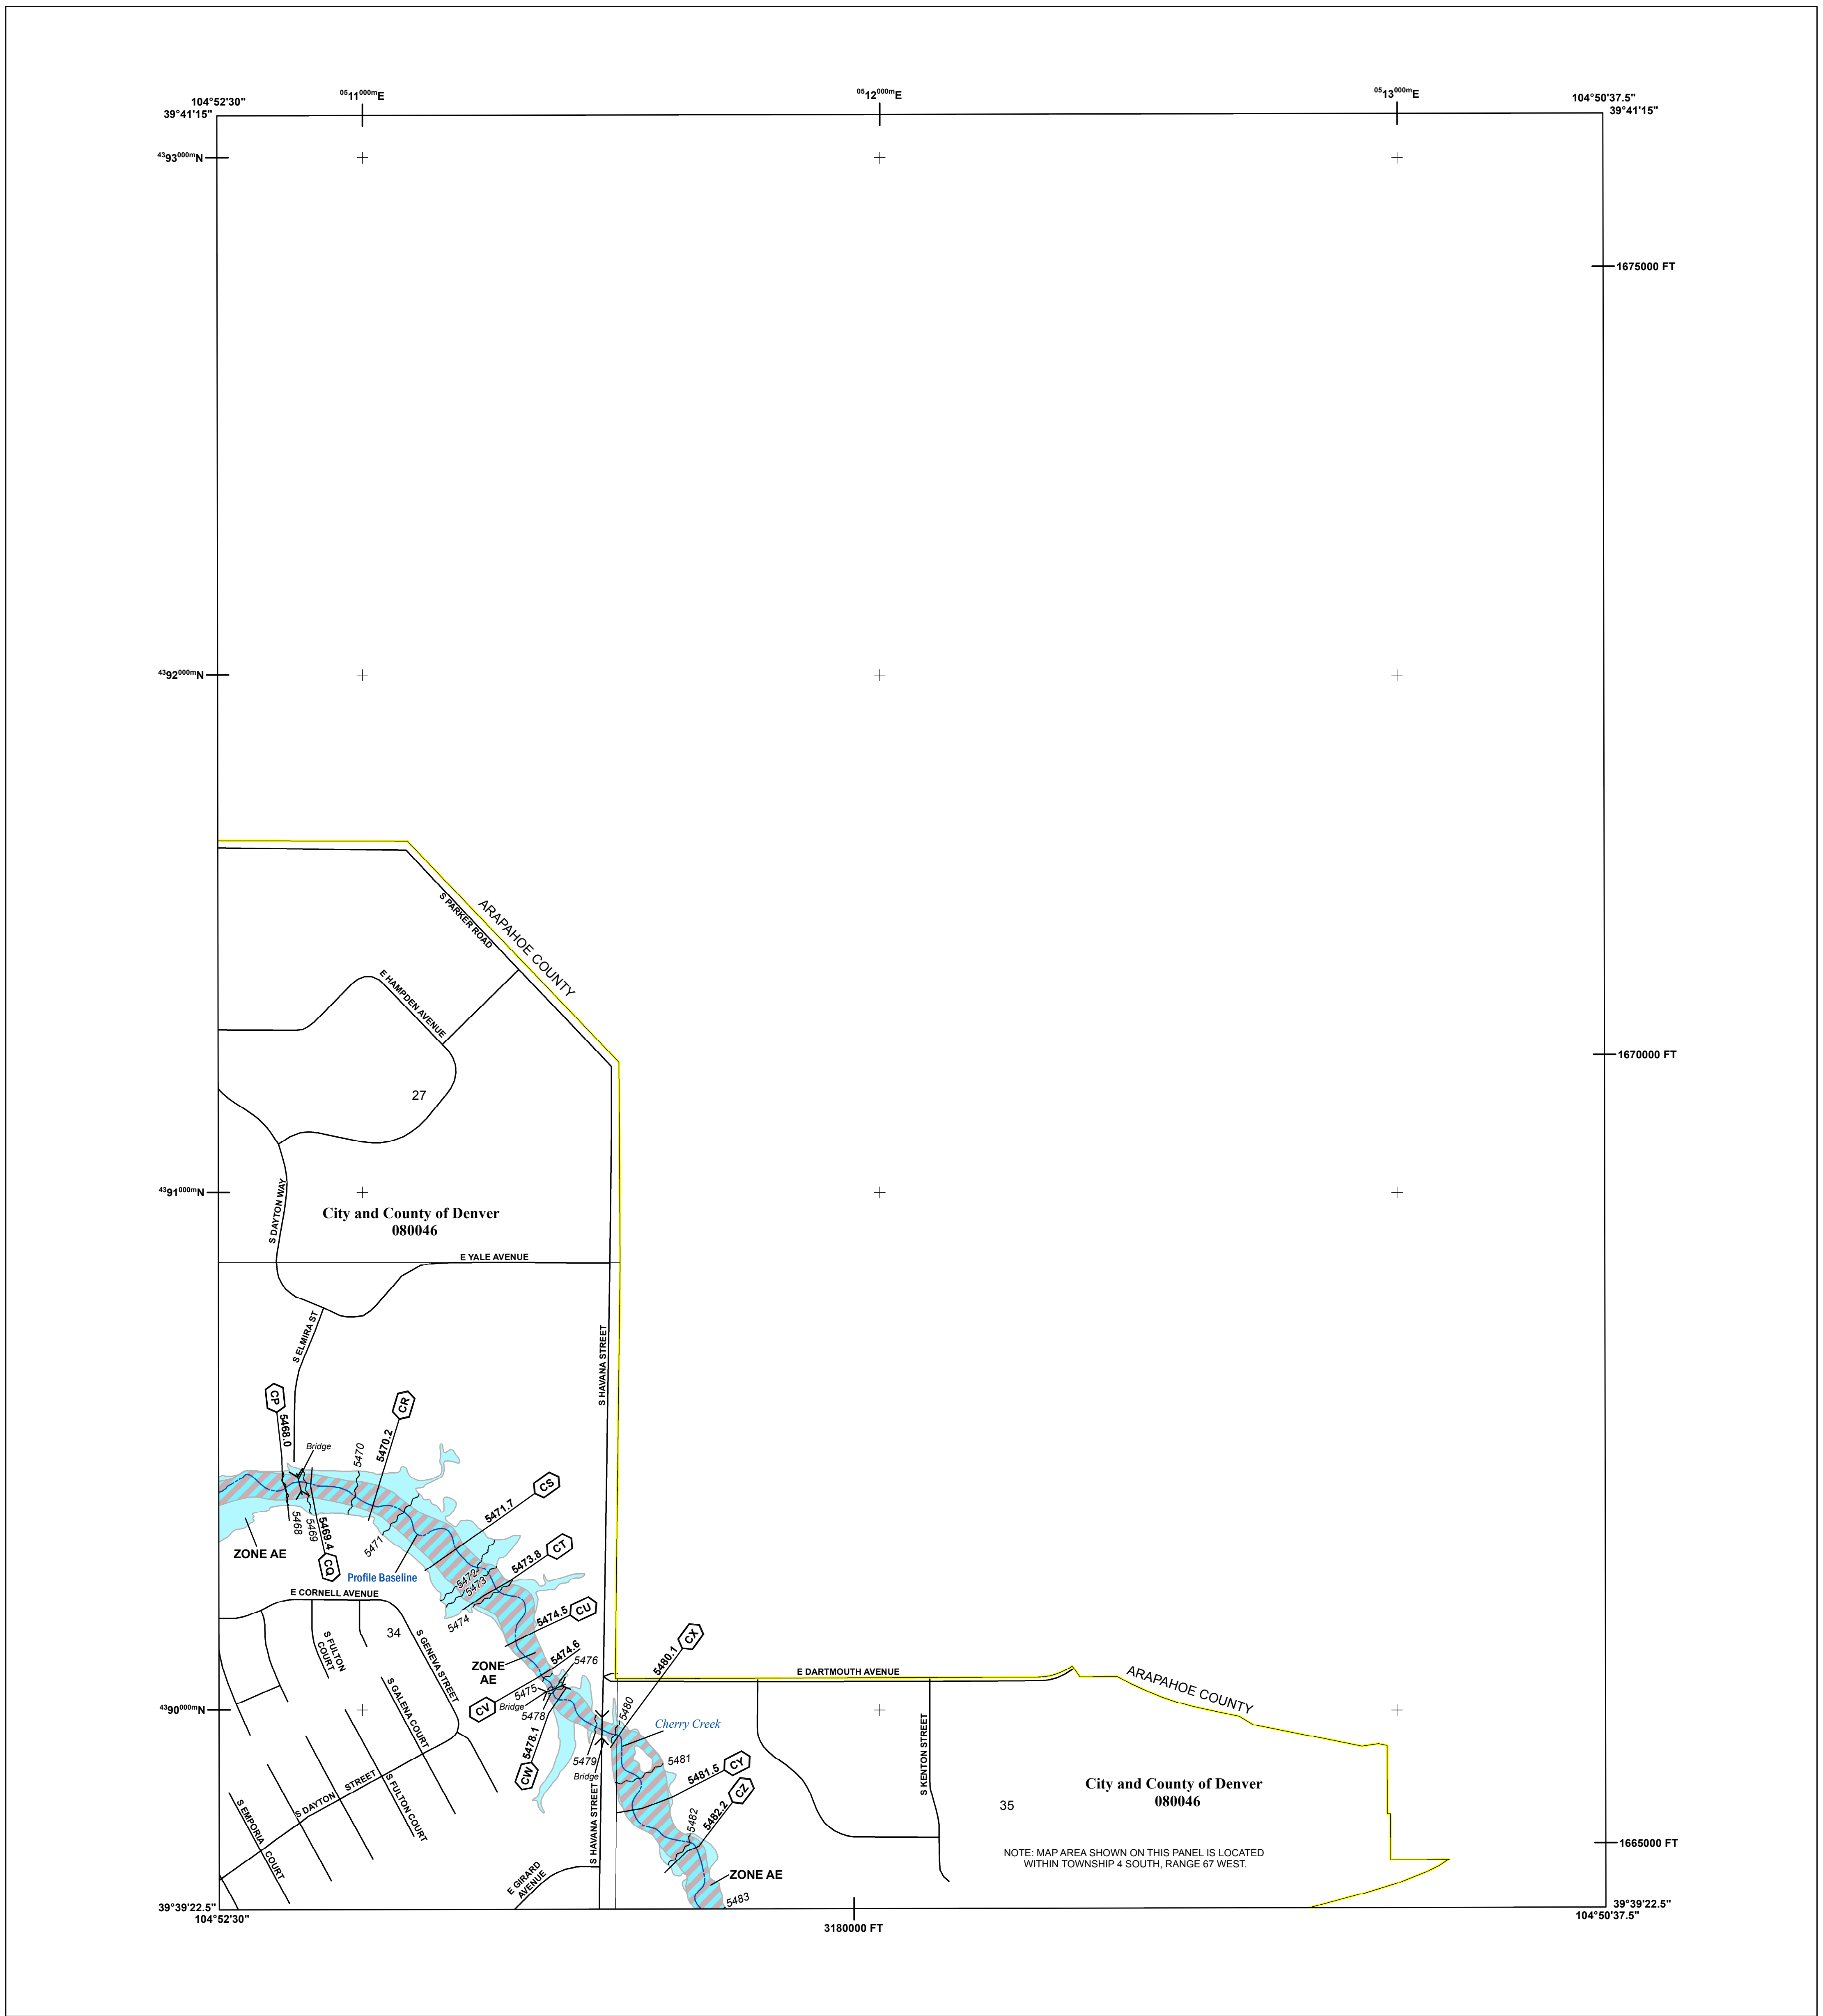 104°52'30"
0511000mE
0512000mE
0513000mE
104°50'37.5"
39°41'15"
39°41'15"
4393000mN
1675000 FT
4392000mN
S PARKER ROAD
ARAPAHOE COUNTY
E HAMPDEN AVENUE
1670000 FT
27
S DAYTON WAY
4391000mN
City and County of Denver
080046
E YALE AVENUE
S ELMIRA ST
S HAVANA STREET
CP
5468.0
Bridge
5470
5470.2
CR
5468
5469
5469.4
CQ
5471
ZONE AE
Profile Baseline
5471.7
CS
5472
5473
5473.8
CT
5474
E CORNELL AVENUE
34
S FULTON
COURT
S GENEVA STREET
S GALENA COURT
5474.5
CU
5474.6
5476
ZONE
AE
5475
CV
Bridge
5478
5478.1
CW
5480.1
CX
5480
Cherry Creek
5479
Bridge
5481
5481.5
CY
5482
5482.2
CZ
E DARTMOUTH AVENUE
ARAPAHOE COUNTY
4390000mN
S KENTON STREET
City and County of Denver
080046
35
S EMPORIA
COURT
S DAYTON
STREET
S FULTON COURT
S HAVANA STREET
E GIRARD
AVENUE
ZONE AE
5483
1665000 FT
NOTE: MAP AREA SHOWN ON THIS PANEL IS LOCATED
WITHIN TOWNSHIP 4 SOUTH, RANGE 67 WEST.
39°39'22.5"
104°52'30"
3180000 FT
39°39'22.5"
104°50'37.5"